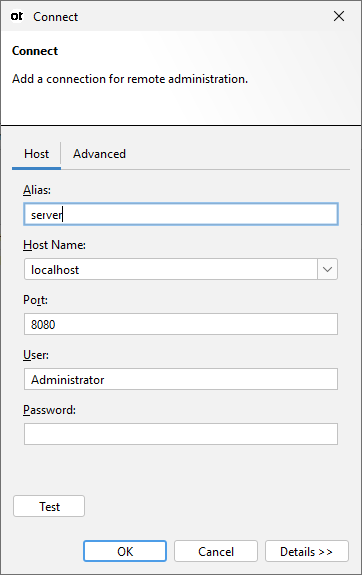 ot Connect
Connect
Add a connection for remote administration.
Host Advanced
Alias:
server
Host Name:
localhost
Port:
8080
User:
Administrator
Password:
Test
OK Cancel Details >>